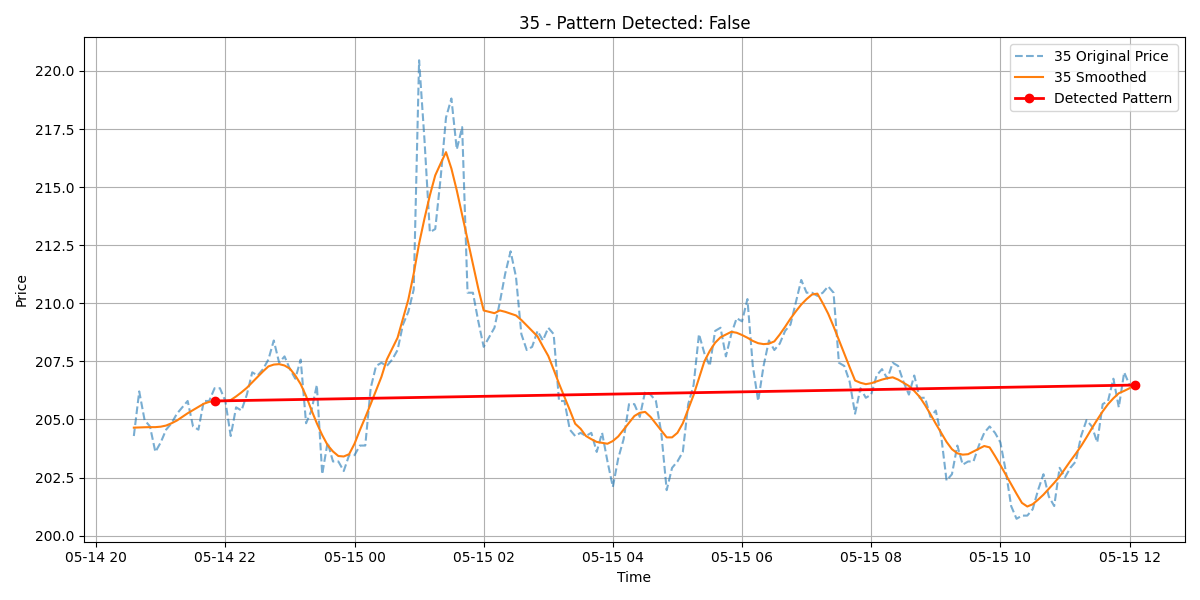 35 - Pattern Detected: False
35 Original Price
35 Smoothed
Detected Pattern
Price
220.0
217.5
215.0
212.5
210.0
207.5
205.0
202.5
200.0
05-14 20 05-14 22 05-15 00 05-15 02 05-15 04 05-15 06 05-15 08 05-15 10 05-15 12
Time